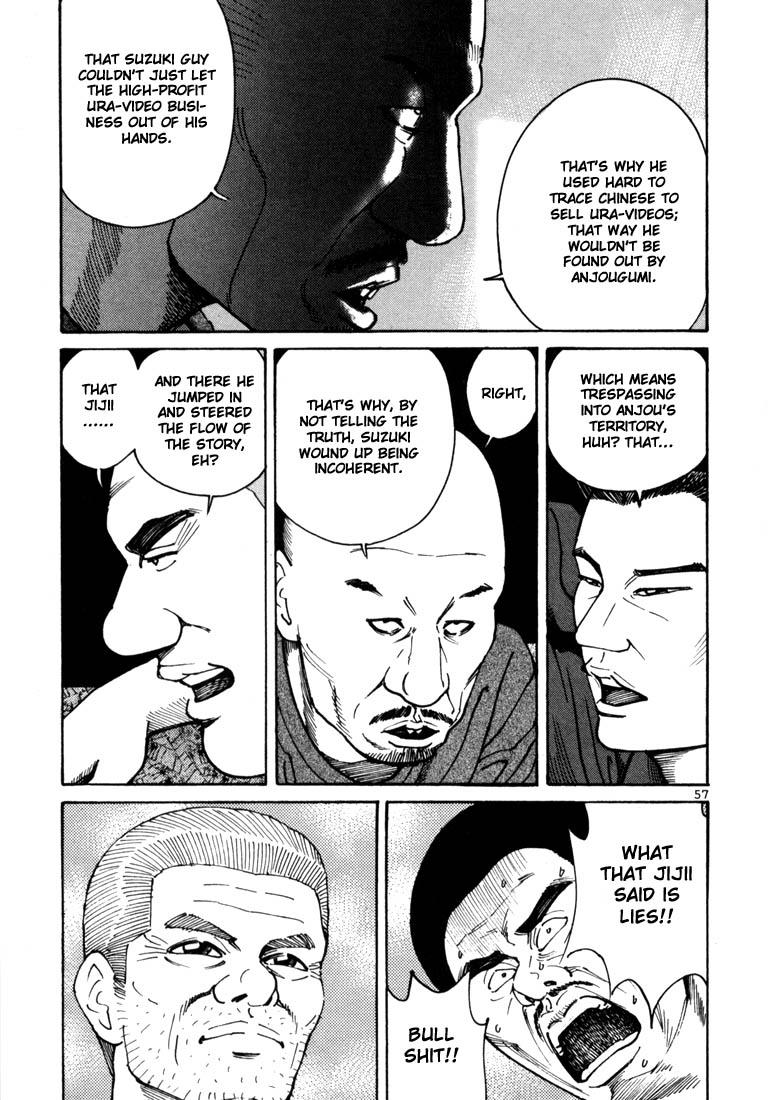 THAT'S WHY HE
USED HARD TO
TRACE CHINESE TO
SELL URA-VIDEOS;
THAT WAY HE
WOULDN'T BE
FOUND OUT BY
ANJOUGUMI.
THAT SUZUKI GUY
COULDN'T JUST LET
THE HIGH-PROFIT
URA-VIDEO BUSI-
NESS OUT OF HIS
HANDS.
WHICH MEANS
TRESPASSING
INTO ANJOU'S
TERRITORY,
HUH? THAT...
RIGHT,
THAT'S WHY, BY
NOT TELLING THE
TRUTH, SUZUKI
WOUND UP BEING
INCOHERENT.
AND THERE HE
JUMPED IN
AND STEERED
THE FLOW OF
THE STORY,
EH?
THAT
JIJII
......
57
WHAT
THAT JIJII
SAID IS
LIES!!
BULL
SHIT!!